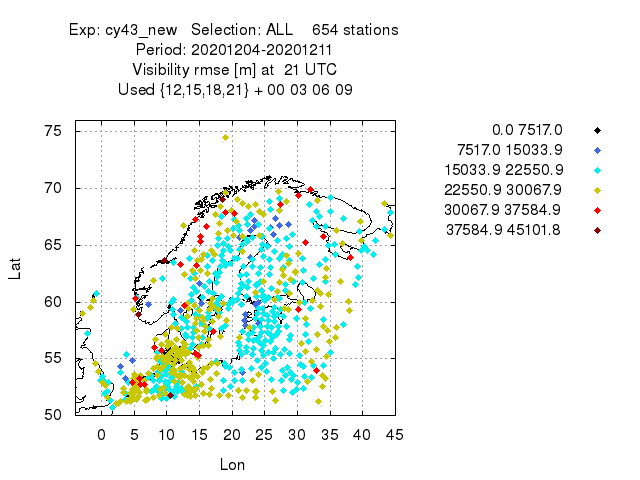 Exp: cy43_new   Selection: ALL    654 stations
Period: 20201204-20201211
Visibility rmse [m] at  21 UTC
Used {12,15,18,21} + 00 03 06 09
0.0 7517.0
7517.0 15033.9
15033.9 22550.9
22550.9 30067.9
30067.9 37584.9
37584.9 45101.8
Lat
75
70
65
60
55
50
0 5 10 15 20 25 30 35 40 45
Lon